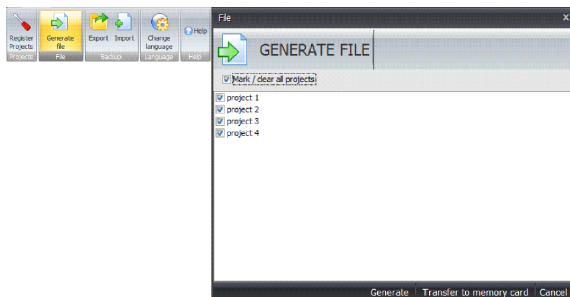 Register Projects
Generate file
Export
Import
Change language
Help
Projects
File
Backup
Language
Help
File
x
GENERATE FILE
Mark / clear all projects
project 1
project 2
project 3
project 4
Generate
Transfer to memory card
Cancel